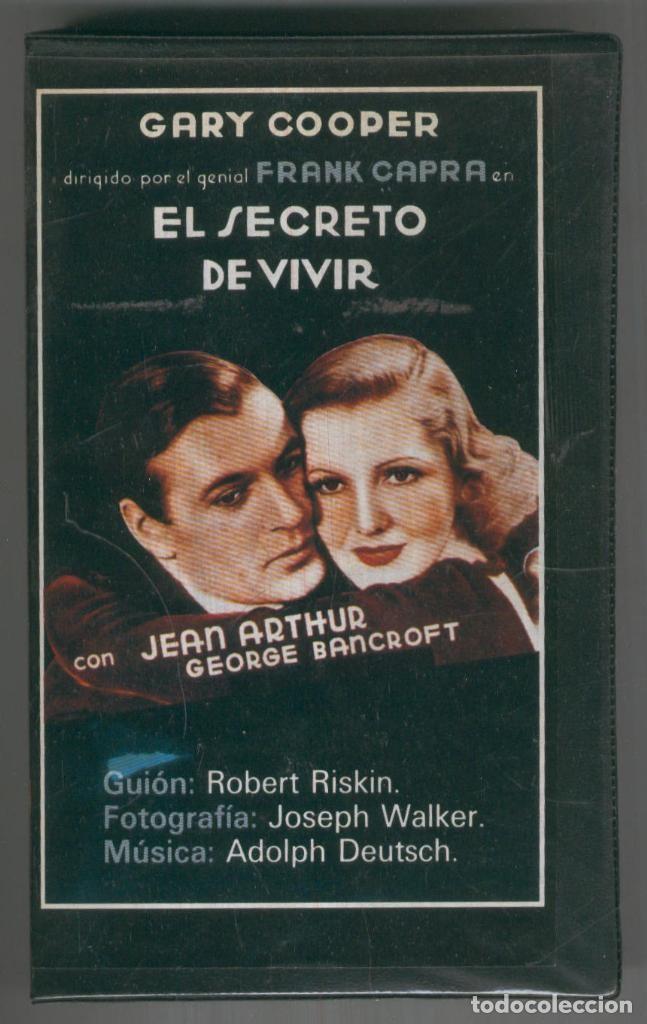 GARY COOPER
dirigido por el genial FRANK CAPRA en
EL SECRETO
DE VIVIR
con JEAN ARTHUR
GEORGE BANCROFT
Guión: Robert Riskin.
Fotografía: Joseph Walker.
Música: Adolph Deutsch.
todocoleccion